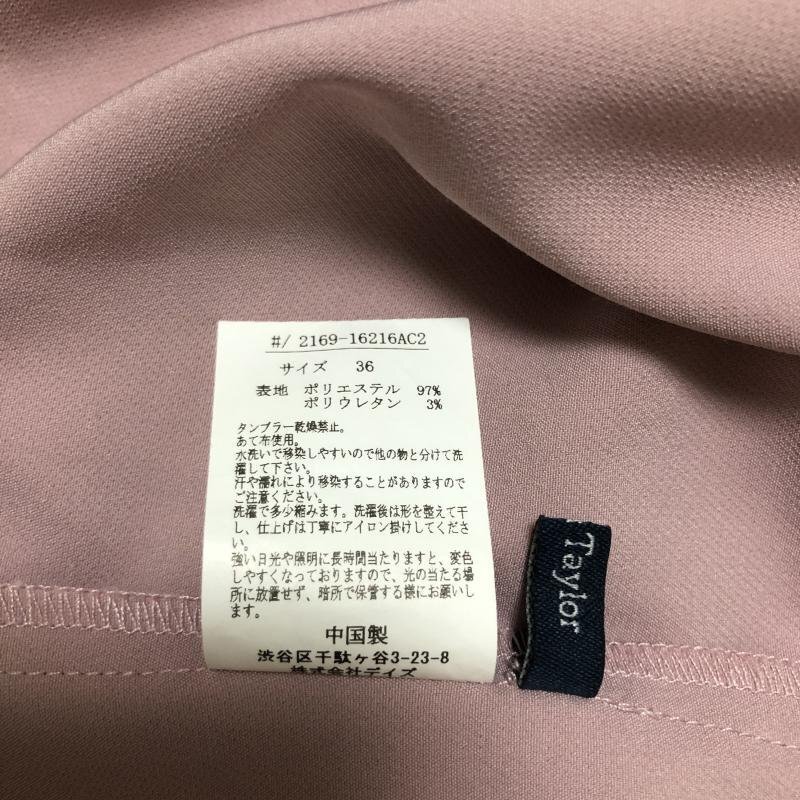 #/ 2169-16216AC2
サイズ 36
表地 ポリエステル 97%
ポリウレタン 3%
タンブラー乾燥禁止。
あて布使用。
水洗いで移染しやすいので他の物と分けて洗
濯して下さい。
汗や濡れにより移染することがありますので
ご注意ください。
洗濯で多少縮みます。洗濯後は形を整えて干
し、仕上げは丁寧にアイロン掛けしてくださ
い。
強い日光や照明に長時間当たりますと、変色
しやすくなっておりますので、光の当たる場
所に放置せず、暗所で保管する様にお願いし
ます。
中国製
渋谷区千駄ヶ谷3-23-8
株式会社デイズ
Taylor